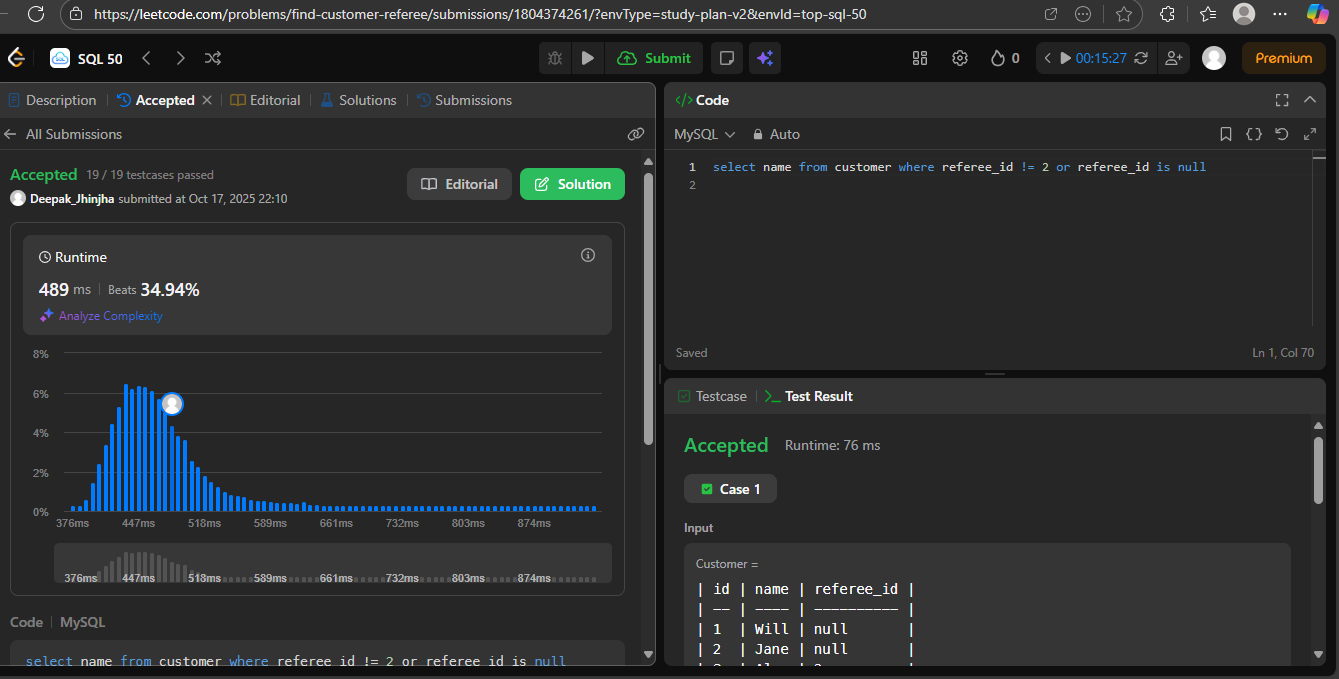 https://leetcode.com/problems/find-customer-referee/submissions/1804374261/?envType=study-plan-v2&envId=top-sql-50
SQL 50
Submit
0
00:15:27
Premium
Description
Accepted
Editorial
Solutions
Submissions
All Submissions
Accepted 19 / 19 testcases passed
Deepak_Jhinjha submitted at Oct 17, 2025 22:10
Editorial
Solution
Runtime
489 ms Beats 34.94%
Analyze Complexity
8%
6%
4%
2%
0%
376ms 447ms 518ms 589ms 661ms 732ms 803ms 874ms
376ms 447ms 518ms 589ms 661ms 732ms 803ms 874ms
Code MySQL
select name from customer where referee_id != 2 or referee_id is null
</> Code
MySQL Auto
1 select name from customer where referee_id != 2 or referee_id is null
2
Saved Ln 1, Col 70
Testcase >_ Test Result
Accepted Runtime: 76 ms
Case 1
Input
Customer =
| id | name | referee_id |
| -- | ---- | ---------- |
| 1 | Will | null |
| 2 | Jane | null |